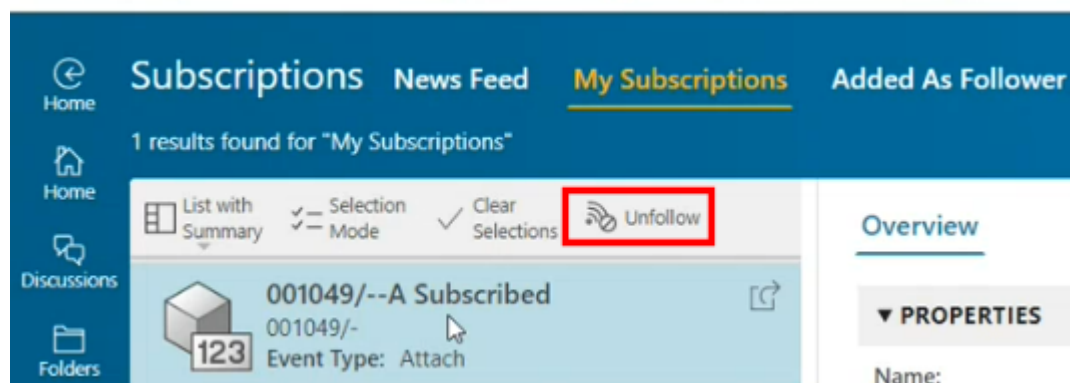 Home
Home
Discussions
Folders
Subscriptions News Feed My Subscriptions Added As Follower
1 results found for "My Subscriptions"
List with Summary
Selection Mode
Clear Selections
Unfollow
001049/--A Subscribed
001049/-
123
Event Type: Attach
Overview
▼ PROPERTIES
Name: